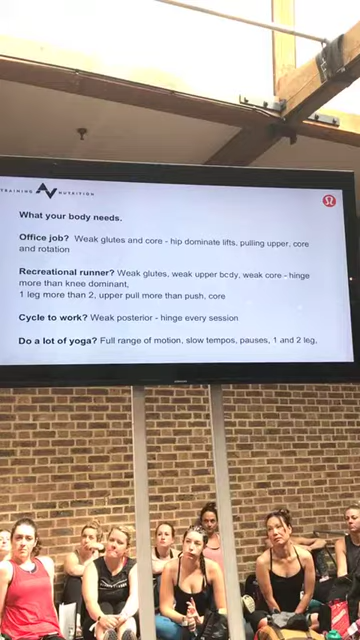 TRAINING AV NUTRITION
What your body needs.
Office job? Weak glutes and core - hip dominate lifts, pulling upper, core
and rotation
Recreational runner? Weak glutes, weak upper body, weak core - hinge
more than knee dominant,
1 leg more than 2, upper pull more than push, core
Cycle to work? Weak posterior - hinge every session
Do a lot of yoga? Full range of motion, slow tempos, pauses, 1 and 2 leg,
SAMSUNG